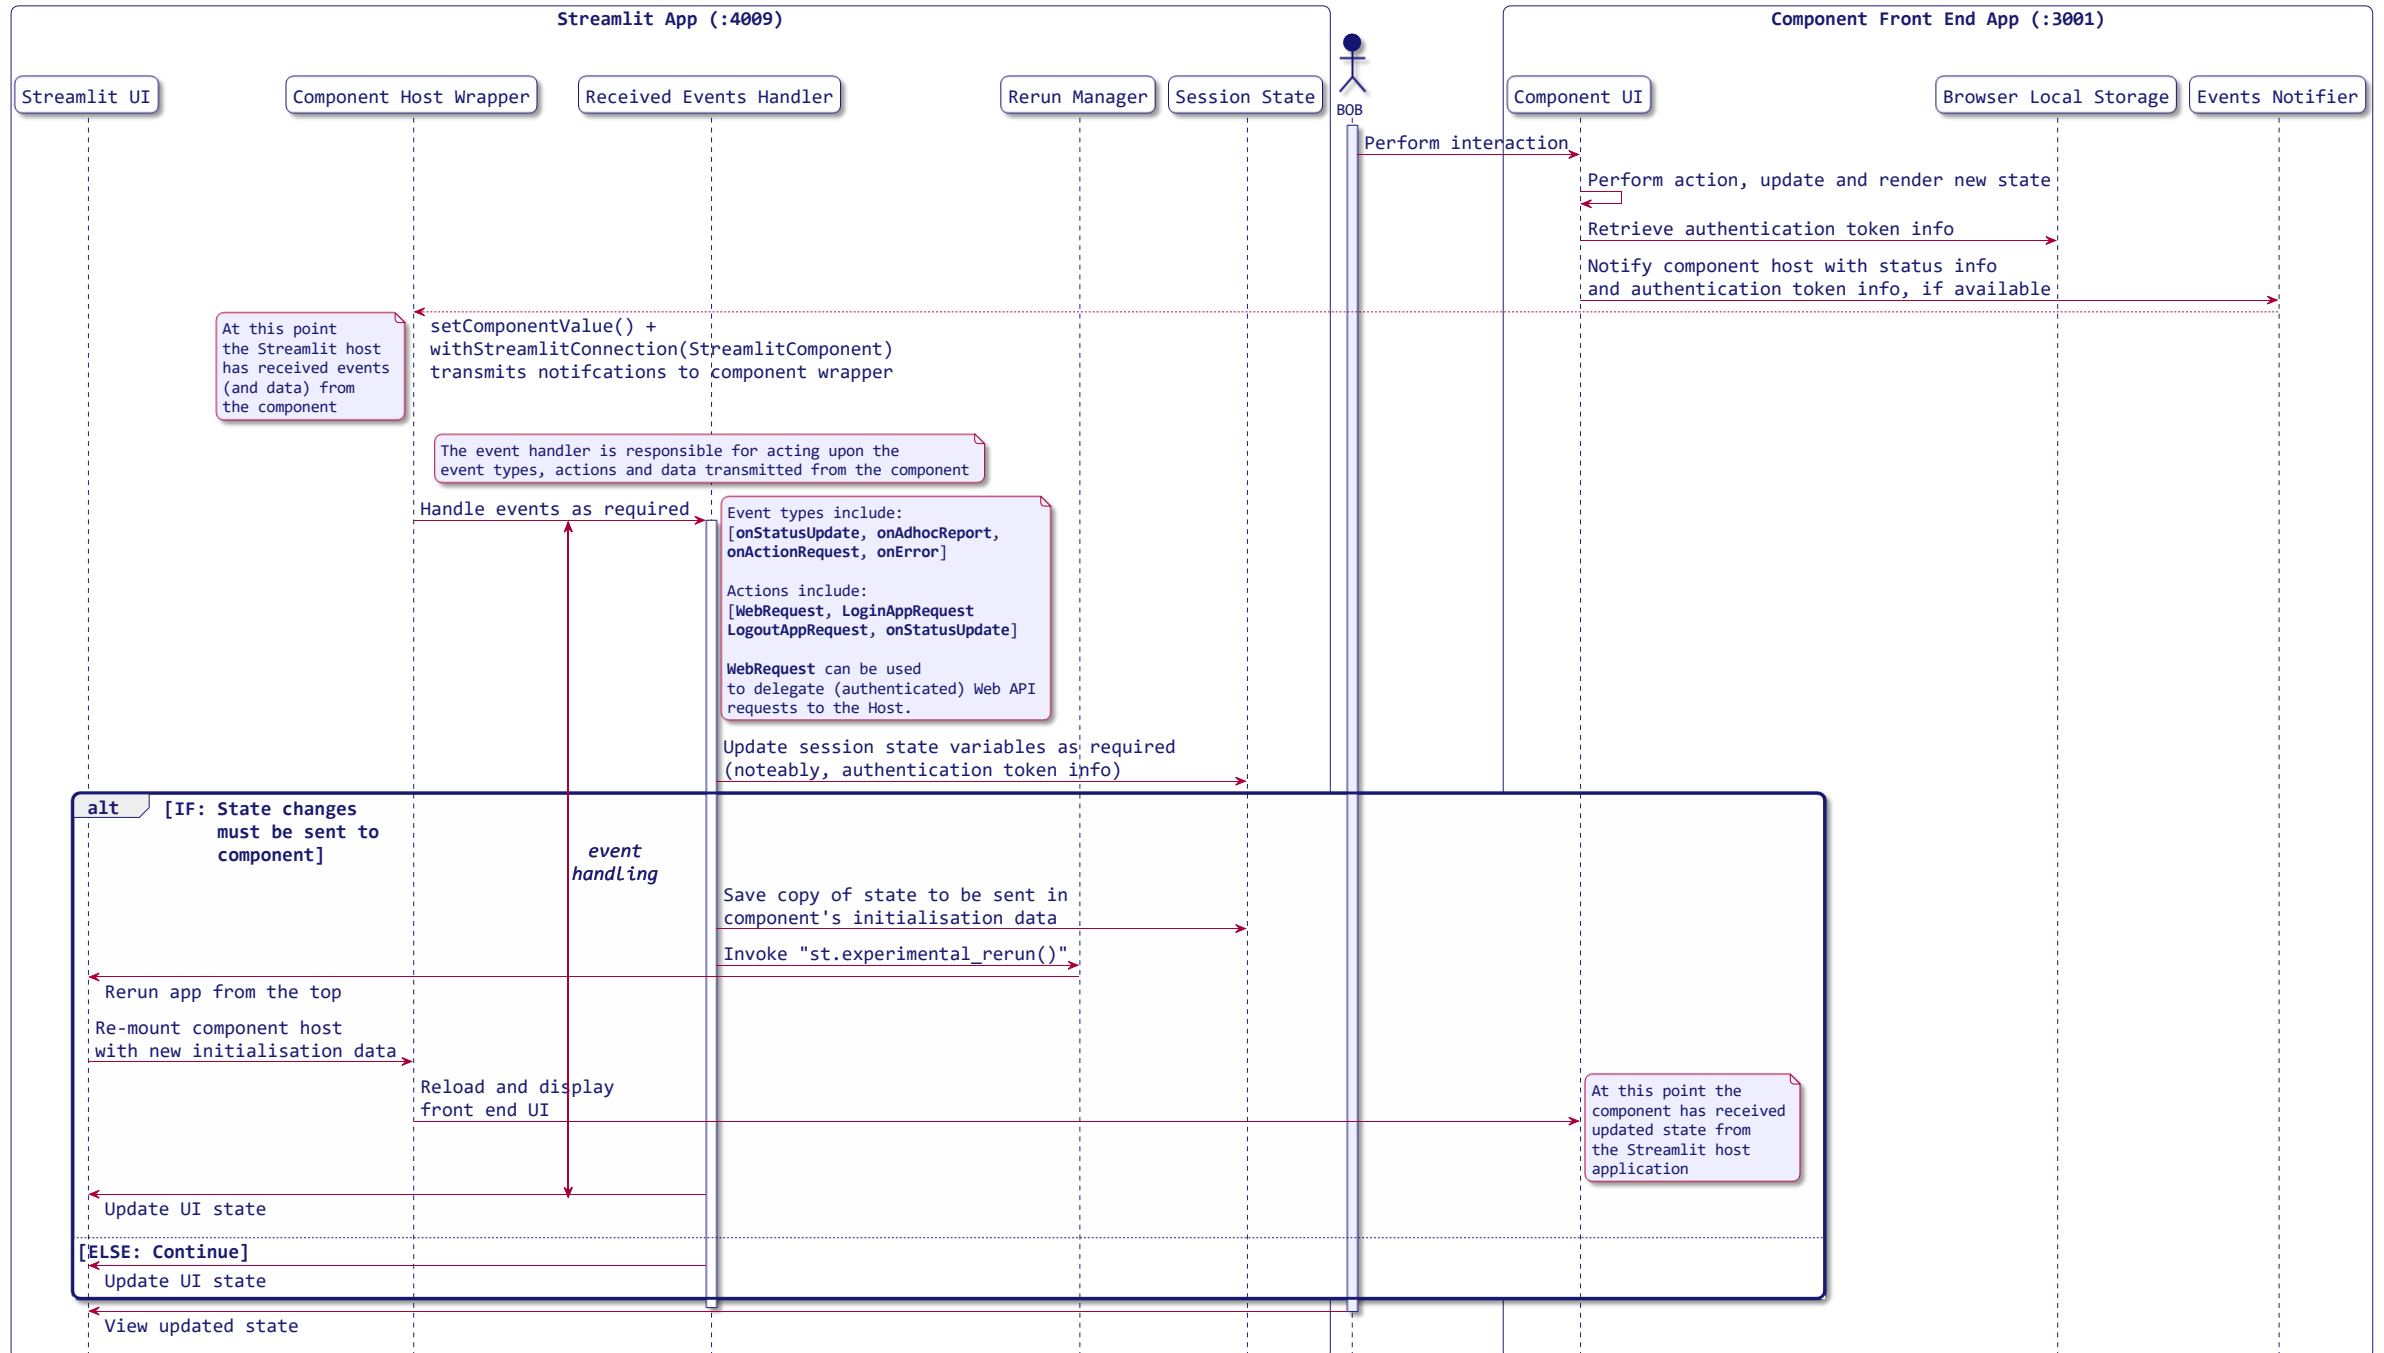 Streamlit App (:4009)
Component Front End App (:3001)
Streamlit UI
Component Host Wrapper
Received Events Handler
Rerun Manager
Session State
BOB
Component UI
Browser Local Storage
Events Notifier
Perform interaction
Perform action, update and render new state
Retrieve authentication token info
Notify component host with status info
and authentication token info, if available
setComponentValue() +
withStreamlitConnection(StreamlitComponent)
transmits notifcations to component wrapper
At this point
the Streamlit host
has received events
(and data) from
the component
The event handler is responsible for acting upon the
event types, actions and data transmitted from the component
Handle events as required
Event types include:
[onStatusUpdate, onAdhocReport,
onActionRequest, onError]
Actions include:
[WebRequest, LoginAppRequest
LogoutAppRequest, onStatusUpdate]
WebRequest can be used
to delegate (authenticated) Web API
requests to the Host.
Update session state variables as required
(noteably, authentication token info)
alt
[IF: State changes
must be sent to
component]
event
handling
Save copy of state to be sent in
component's initialisation data
Invoke "st.experimental_rerun()"
Rerun app from the top
Re-mount component host
with new initialisation data
Reload and display
front end UI
At this point the
component has received
updated state from
the Streamlit host
application
Update UI state
[ELSE: Continue]
Update UI state
View updated state